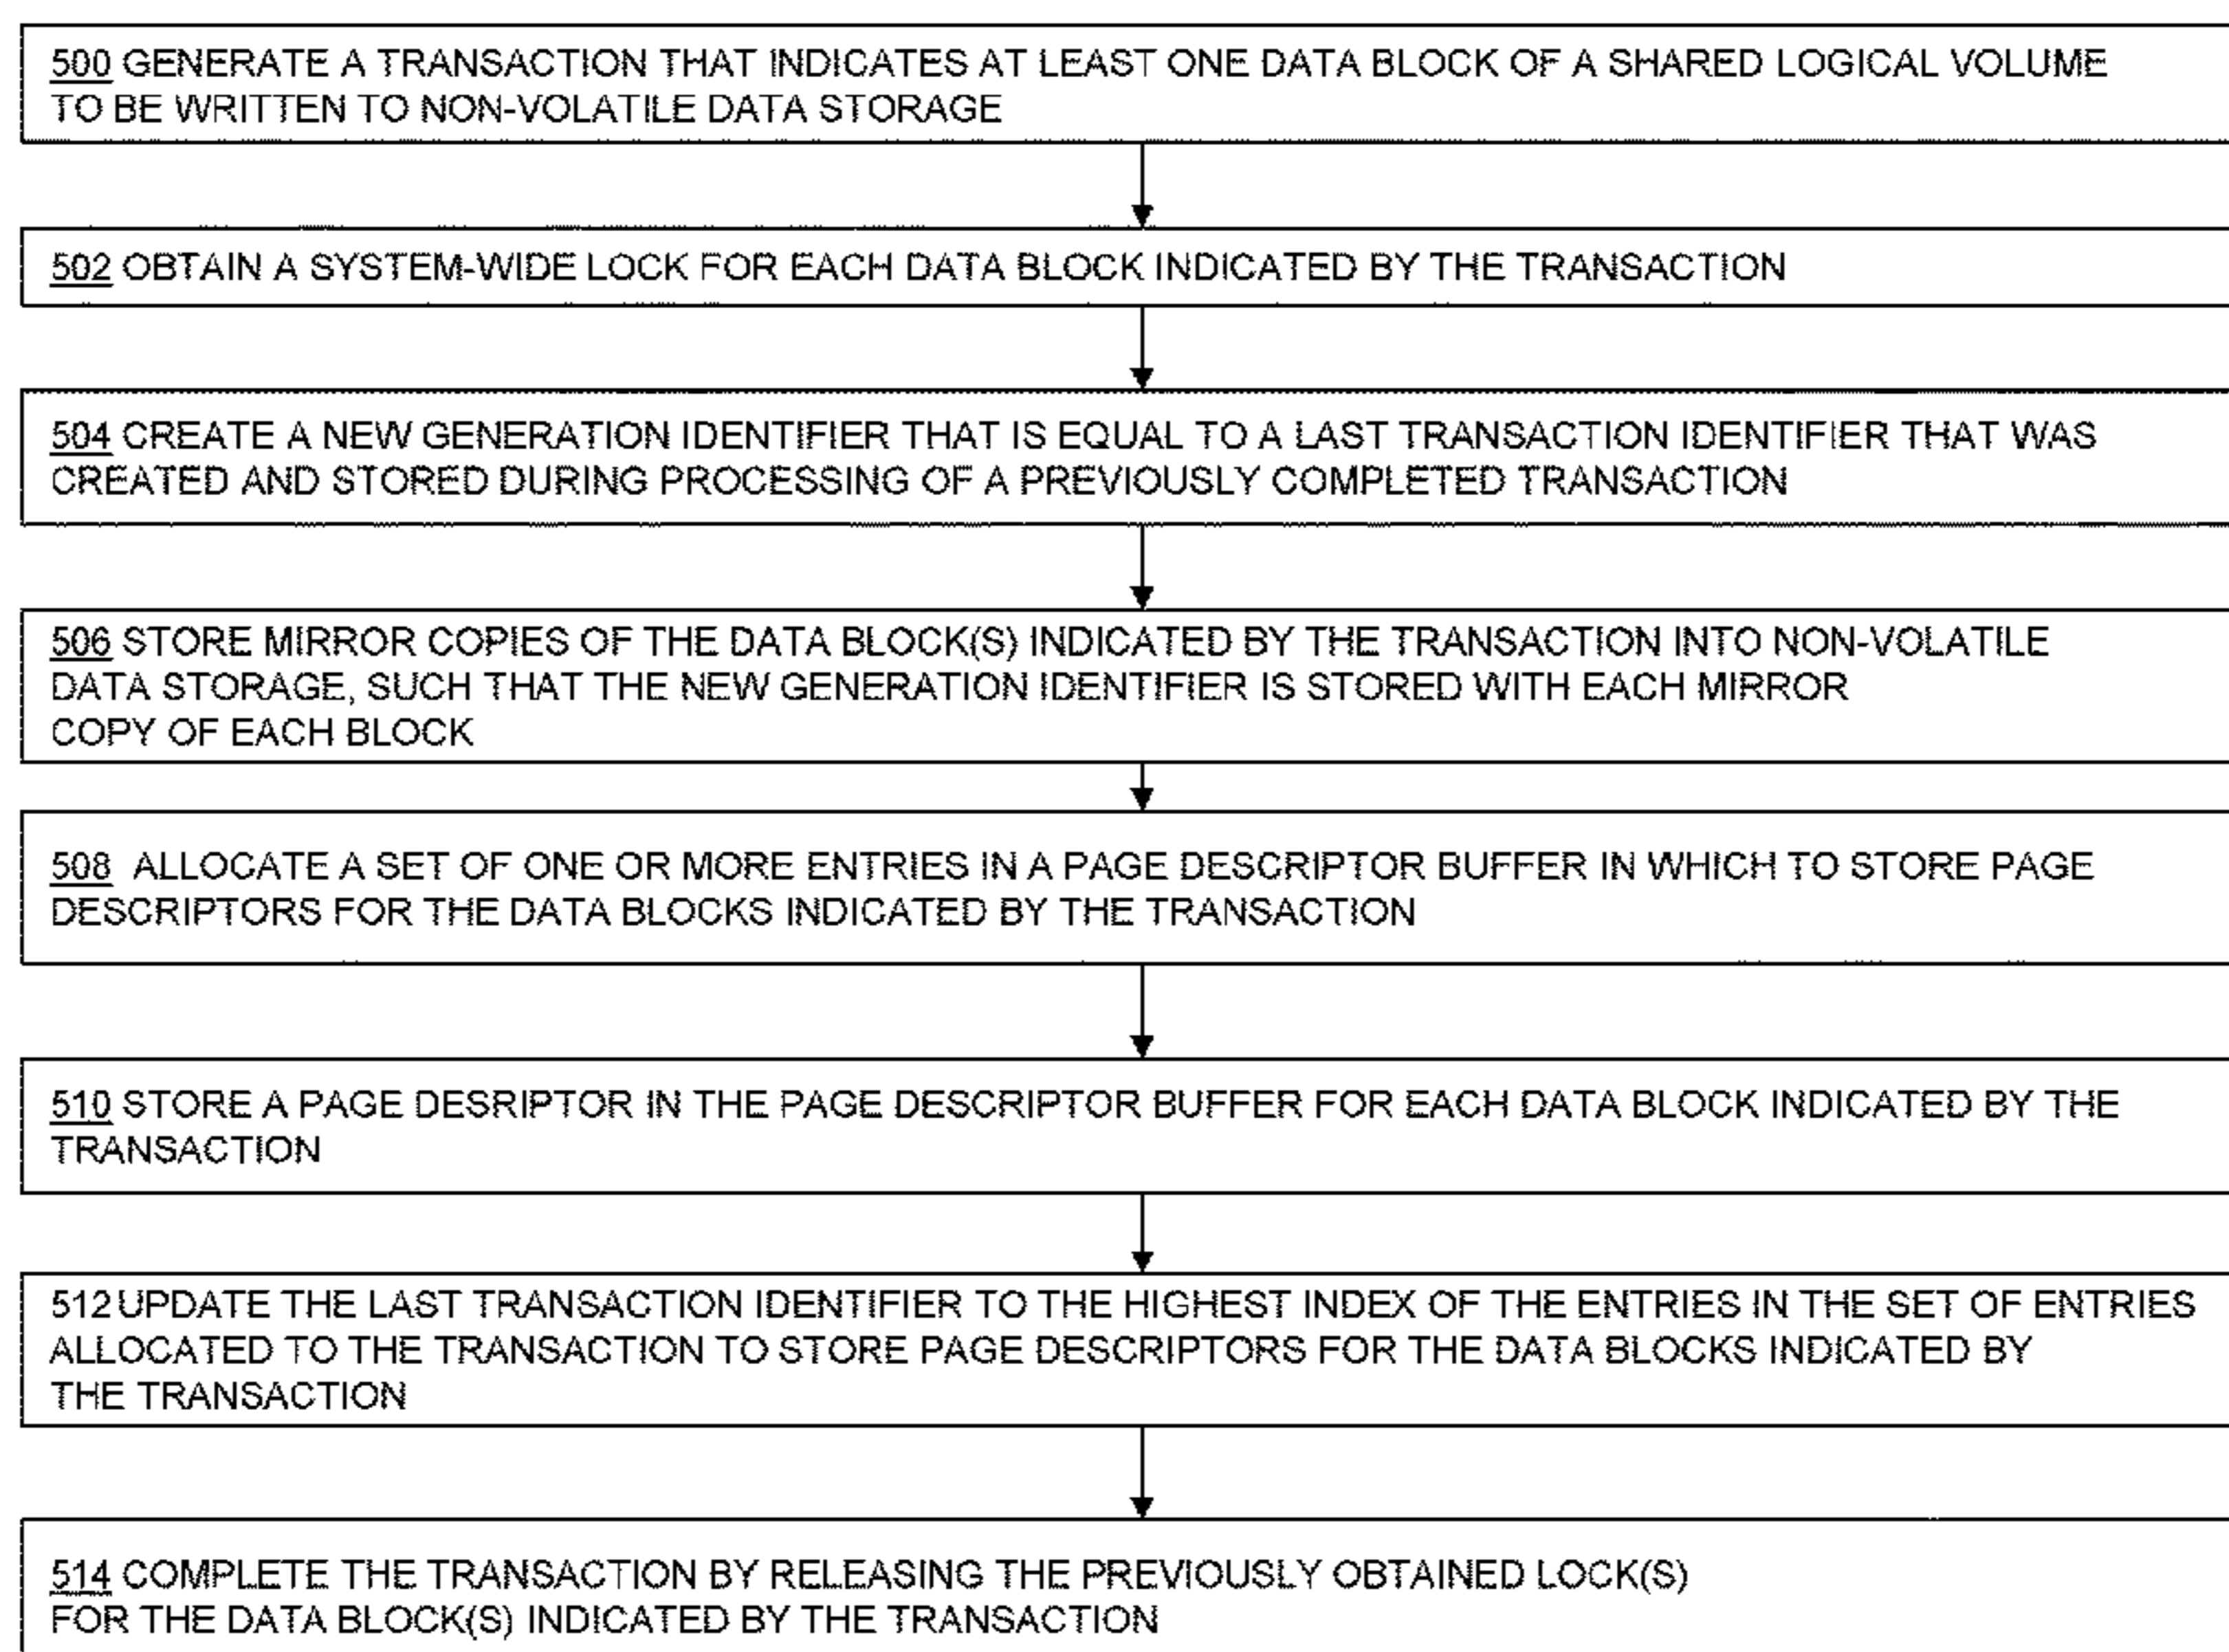 500 GENERATE A TRANSACTION THAT INDICATES AT LEAST ONE DATA BLOCK OF A SHARED LOGICAL VOLUME
TO BE WRITTEN TO NON-VOLATILE DATA STORAGE
502 OBTAIN A SYSTEM-WIDE LOCK FOR EACH DATA BLOCK INDICATED BY THE TRANSACTION
504 CREATE A NEW GENERATION IDENTIFIER THAT IS EQUAL TO A LAST TRANSACTION IDENTIFIER THAT WAS
CREATED AND STORED DURING PROCESSING OF A PREVIOUSLY COMPLETED TRANSACTION
506 STORE MIRROR COPIES OF THE DATA BLOCK(S) INDICATED BY THE TRANSACTION INTO NON-VOLATILE
DATA STORAGE, SUCH THAT THE NEW GENERATION IDENTIFIER IS STORED WITH EACH MIRROR
COPY OF EACH BLOCK
508 ALLOCATE A SET OF ONE OR MORE ENTRIES IN A PAGE DESCRIPTOR BUFFER IN WHICH TO STORE PAGE
DESCRIPTORS FOR THE DATA BLOCKS INDICATED BY THE TRANSACTION
510 STORE A PAGE DESRIPTOR IN THE PAGE DESCRIPTOR BUFFER FOR EACH DATA BLOCK INDICATED BY THE
TRANSACTION
512 UPDATE THE LAST TRANSACTION IDENTIFIER TO THE HIGHEST INDEX OF THE ENTRIES IN THE SET OF ENTRIES
ALLOCATED TO THE TRANSACTION TO STORE PAGE DESCRIPTORS FOR THE DATA BLOCKS INDICATED BY
THE TRANSACTION
514 COMPLETE THE TRANSACTION BY RELEASING THE PREVIOUSLY OBTAINED LOCK(S)
FOR THE DATA BLOCK(S) INDICATED BY THE TRANSACTION